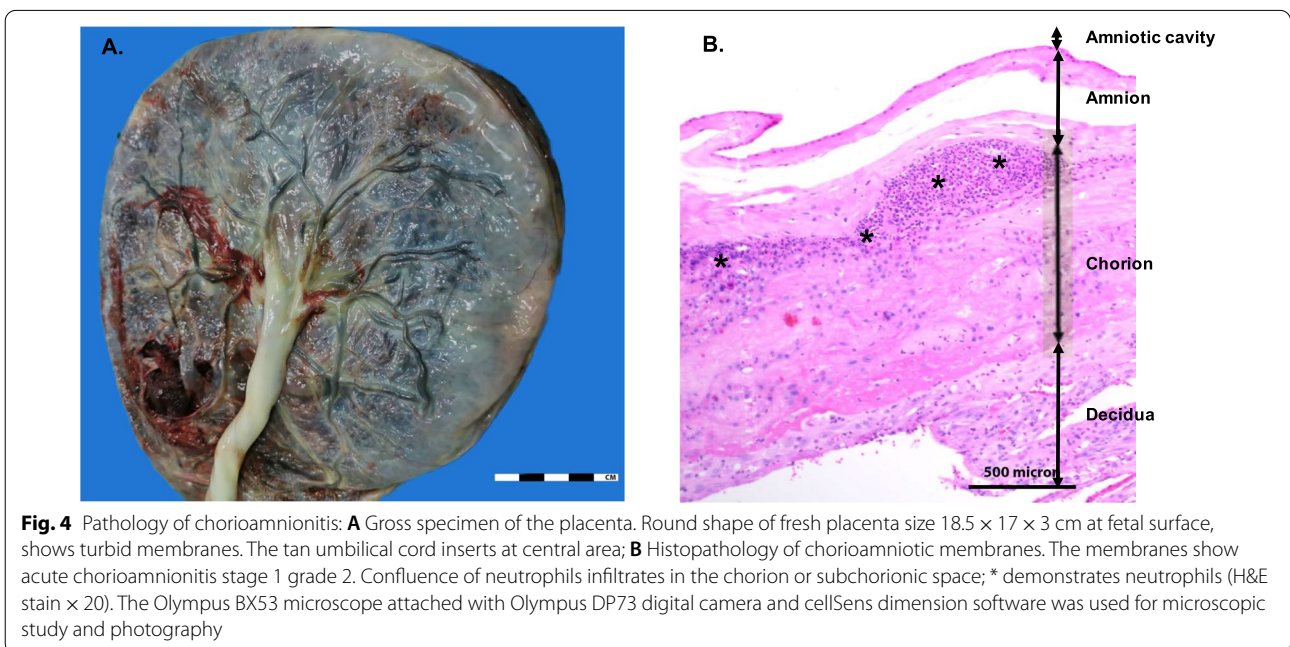 A.
CM
B.
Amniotic cavity
Amnion
*
*
*
*
Chorion
Decidua
500 micron
Fig. 4 Pathology of chorioamnionitis: A Gross specimen of the placenta. Round shape of fresh placenta size 18.5 × 17 × 3 cm at fetal surface,
shows turbid membranes. The tan umbilical cord inserts at central area; B Histopathology of chorioamniotic membranes. The membranes show
acute chorioamnionitis stage 1 grade 2. Confluence of neutrophils infiltrates in the chorion or subchorionic space; * demonstrates neutrophils (H&E
stain × 20). The Olympus BX53 microscope attached with Olympus DP73 digital camera and cellSens dimension software was used for microscopic
study and photography